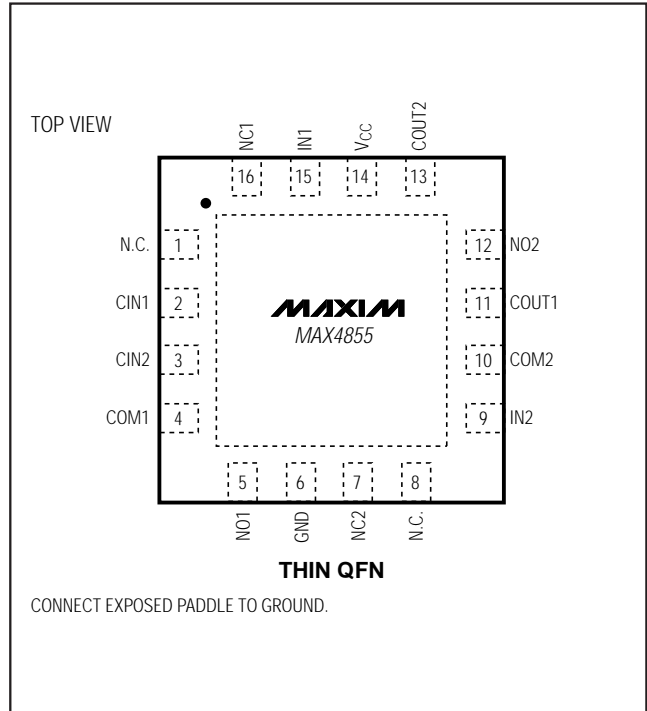 TOP VIEW
NC1
IN1
VCC
COUT2
16
15
14
13
N.C. 1
12 NO2
CIN1 2
11 COUT1
MAXIM
MAX4855
CIN2 3
10 COM2
COM1 4
9 IN2
5
6
7
8
NO1
GND
NC2
N.C.
THIN QFN
CONNECT EXPOSED PADDLE TO GROUND.